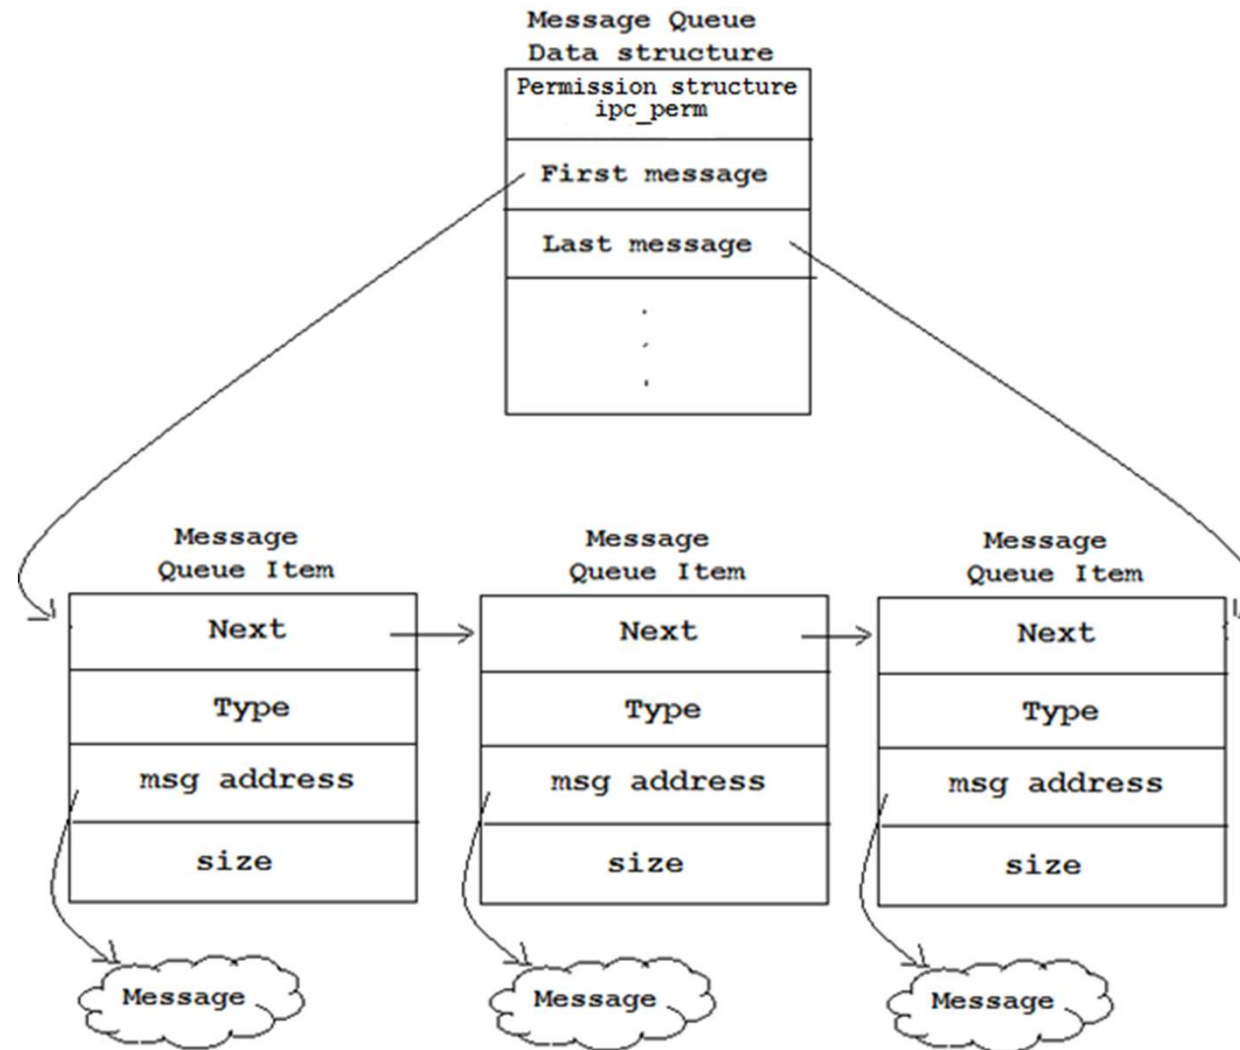 Message Queue
Data structure
Permission structure
ipc_perm
First message
Last message
.
.
.
Message
Queue Item
Next
Type
msg address
size
Message
Message
Queue Item
Next
Type
msg address
size
Message
Message
Queue Item
Next
Type
msg address
size
Message